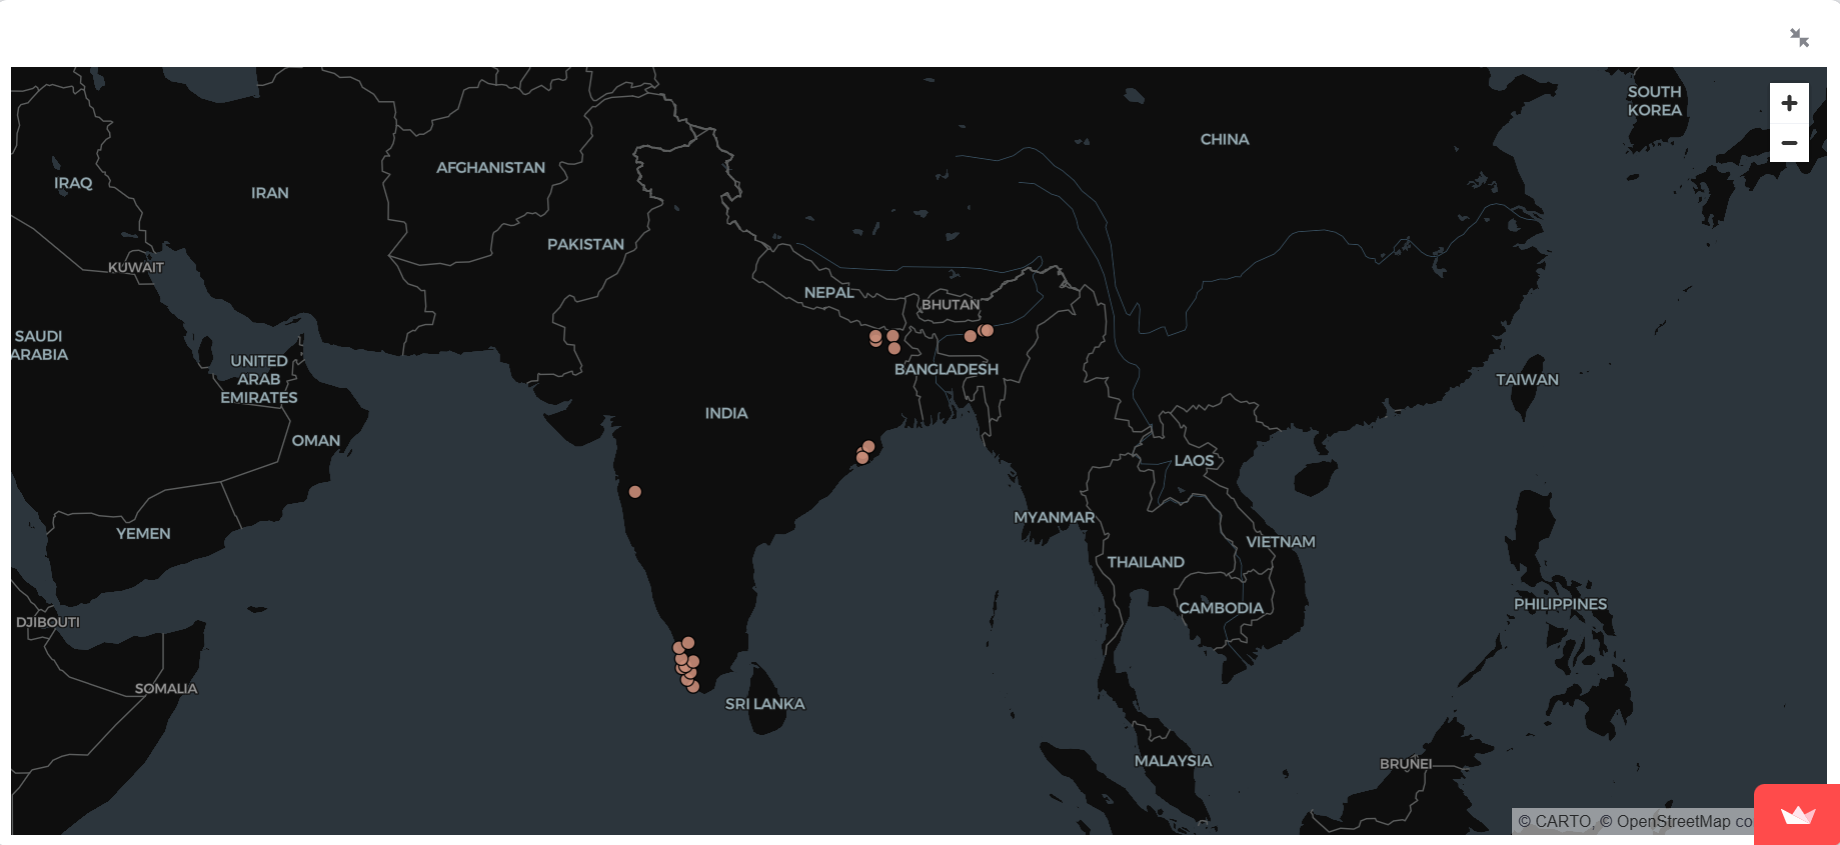 SOUTH
KOREA
+
CHINA
AFGHANISTAN
IRAQ
IRAN
PAKISTAN
KUWAIT
NEPAL
BHUTAN
SAUDI
ARABIA
UNITED
ARAB
EMIRATES
BANGLADESH
TAIWAN
INDIA
OMAN
LAOS
MYANMAR
YEMEN
VIETNAM
THAILAND
PHILIPPINES
CAMBODIA
DJIBOUTI
SOMALIA
SRI LANKA
MALAYSIA
BRUNEI
© CARTO, © OpenStreetMap co